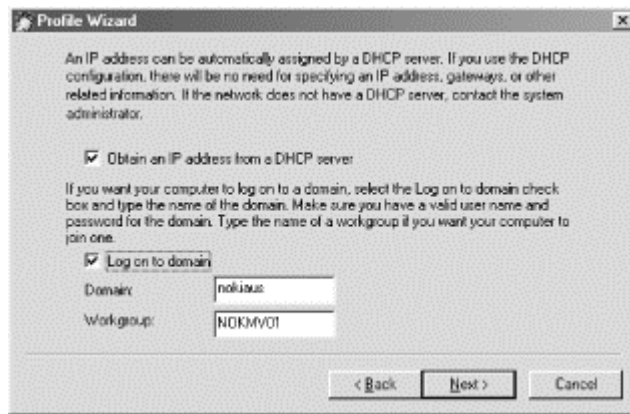 Profile Wizard
An IP address can be automatically assigned by a DHCP server. If you use the DHCP
configuration, there will be no need for specifying an IP address, gateways, or other
related information. If the network does not have a DHCP server, contact the system
administrator.
Obtain an IP address from a DHCP server
If you want your computer to log on to a domain, select the Log on to domain check
box and type the name of the domain. Make sure you have a valid user name and
password for the domain. Type the name of a workgroup if you want your computer to
join one.
Log on to domain
Domain: nokiaus
Workgroup: NOKMV01
< Back Next > Cancel